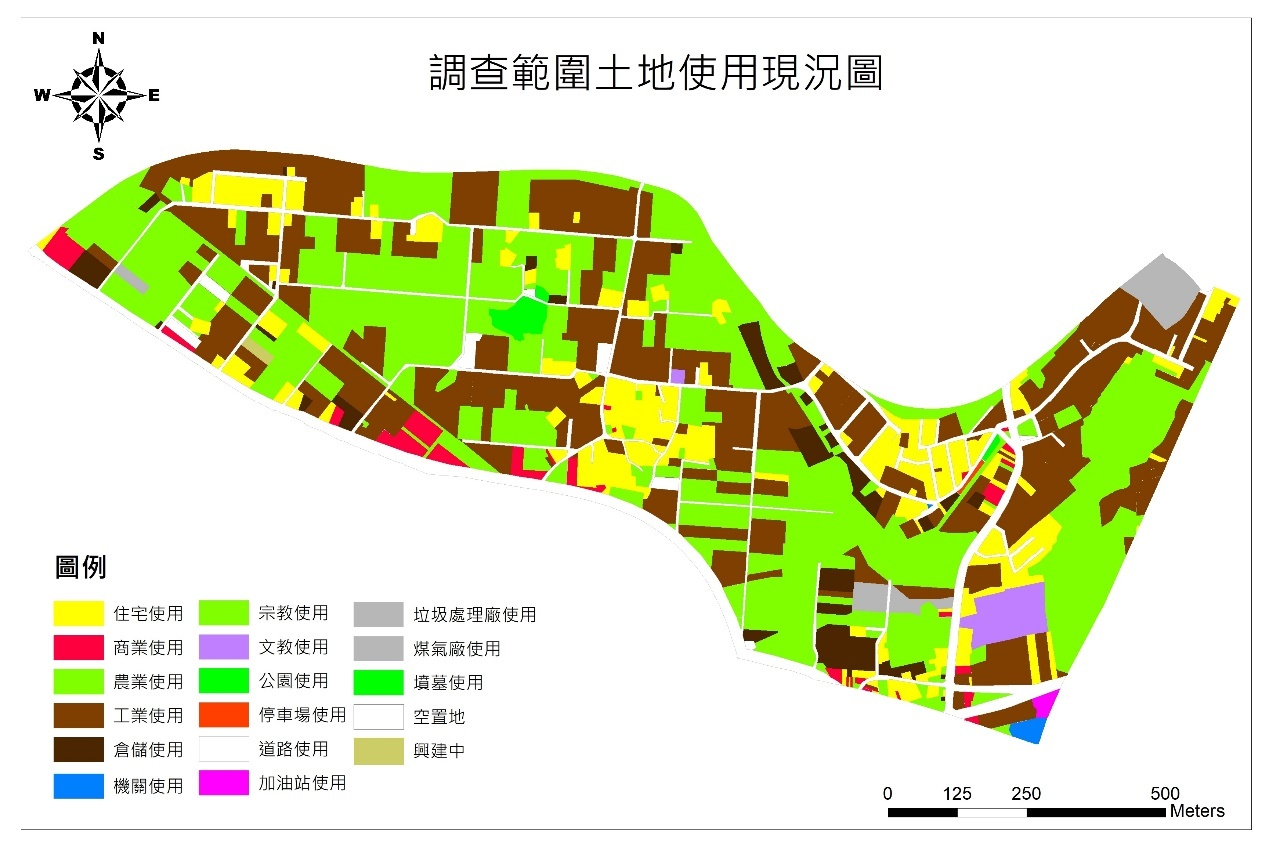 N
W E
S
調查範圍土地使用現況圖
圖例
住宅使用
商業使用
農業使用
工業使用
倉儲使用
機關使用
宗教使用
文教使用
公園使用
停車場使用
道路使用
加油站使用
垃圾處理廠使用
煤氣廠使用
墳墓使用
空置地
興建中
0 125 250 500
Meters